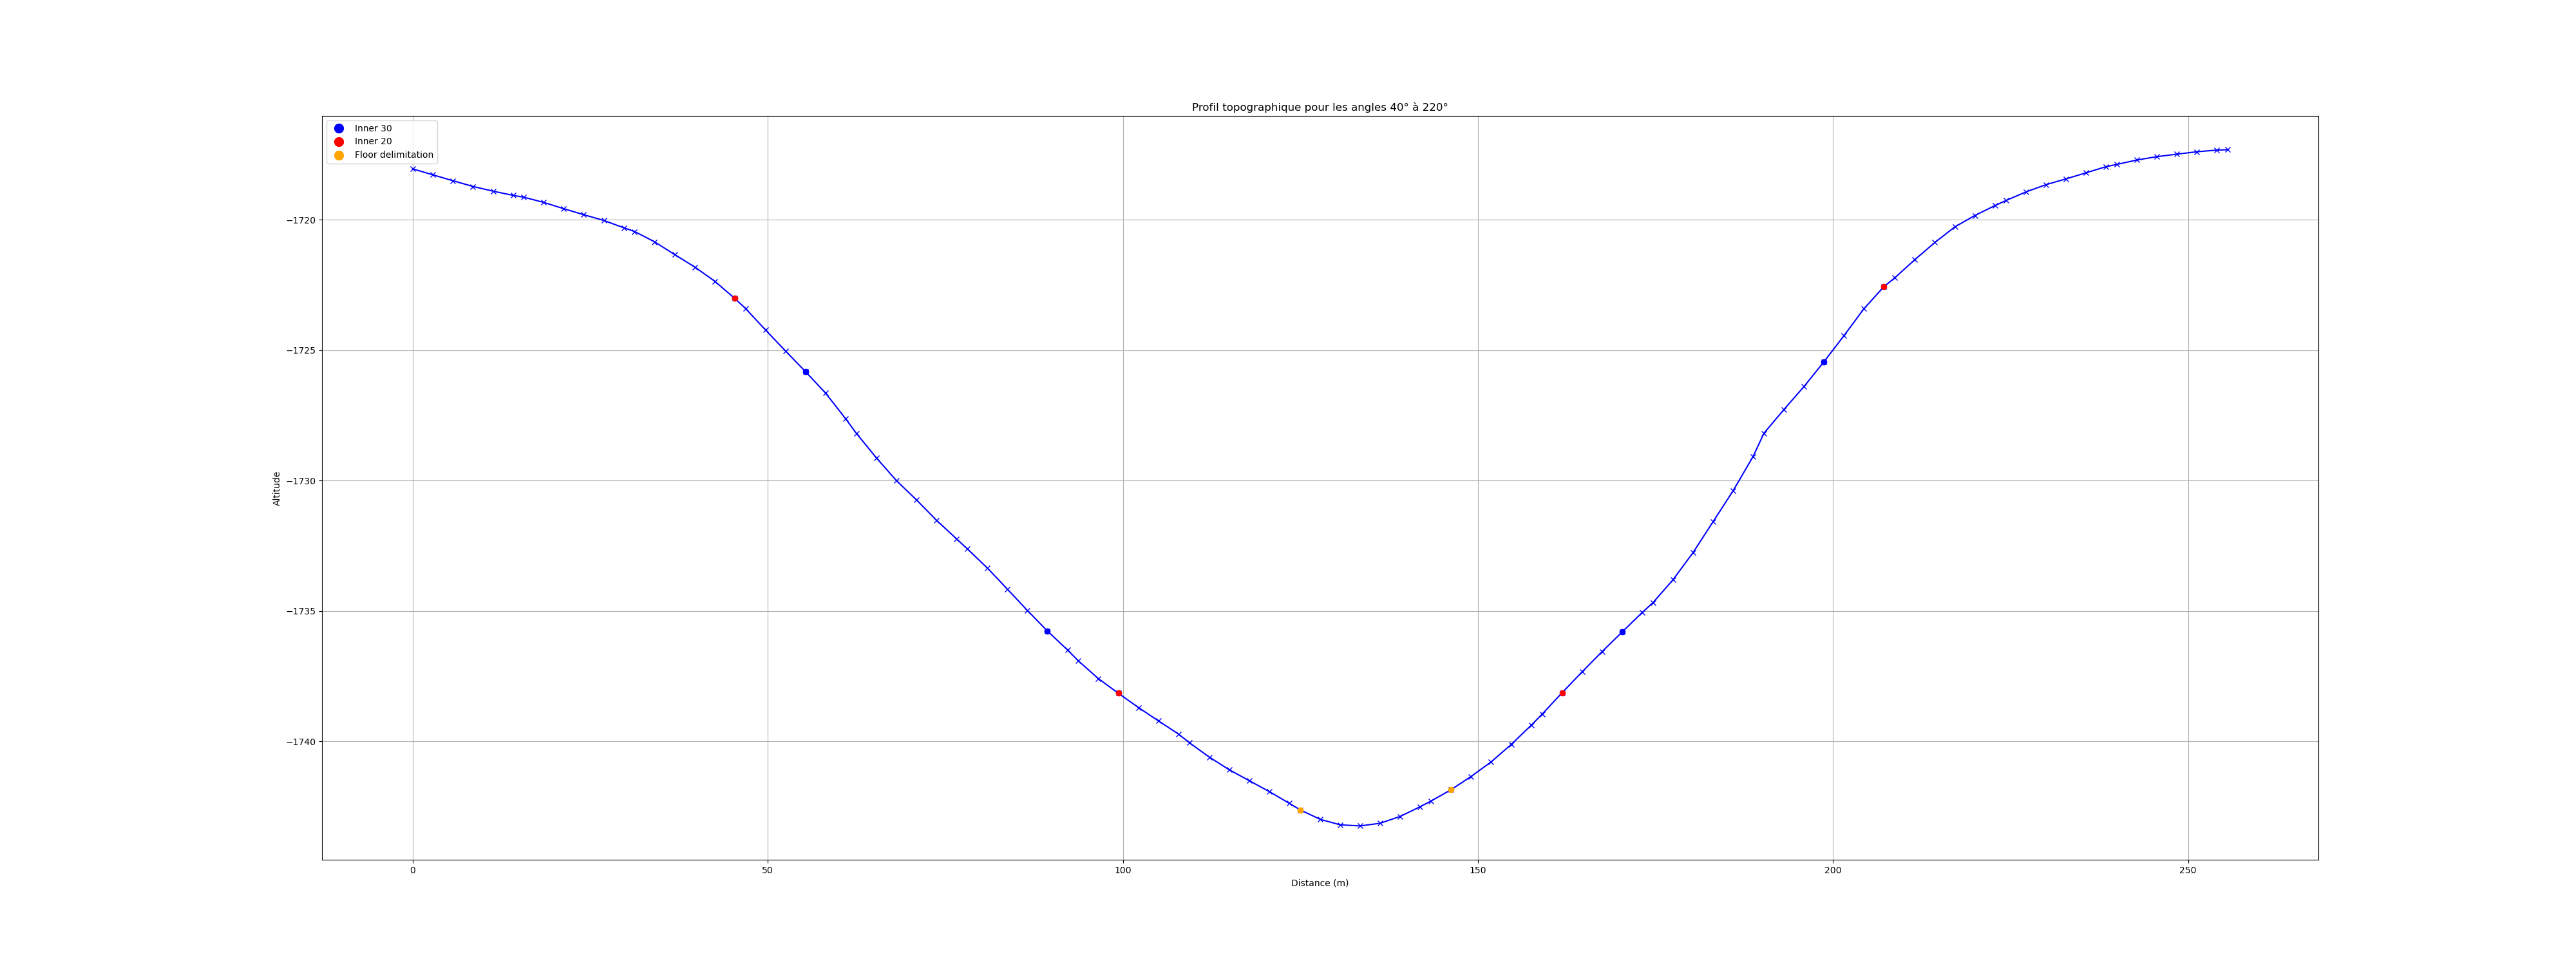 Profil topographique pour les angles 40° à 220°
Inner 30
Inner 20
Floor delimitation
−1720
−1725
−1730
−1735
−1740
Altitude
0
50
100
150
200
250
Distance (m)